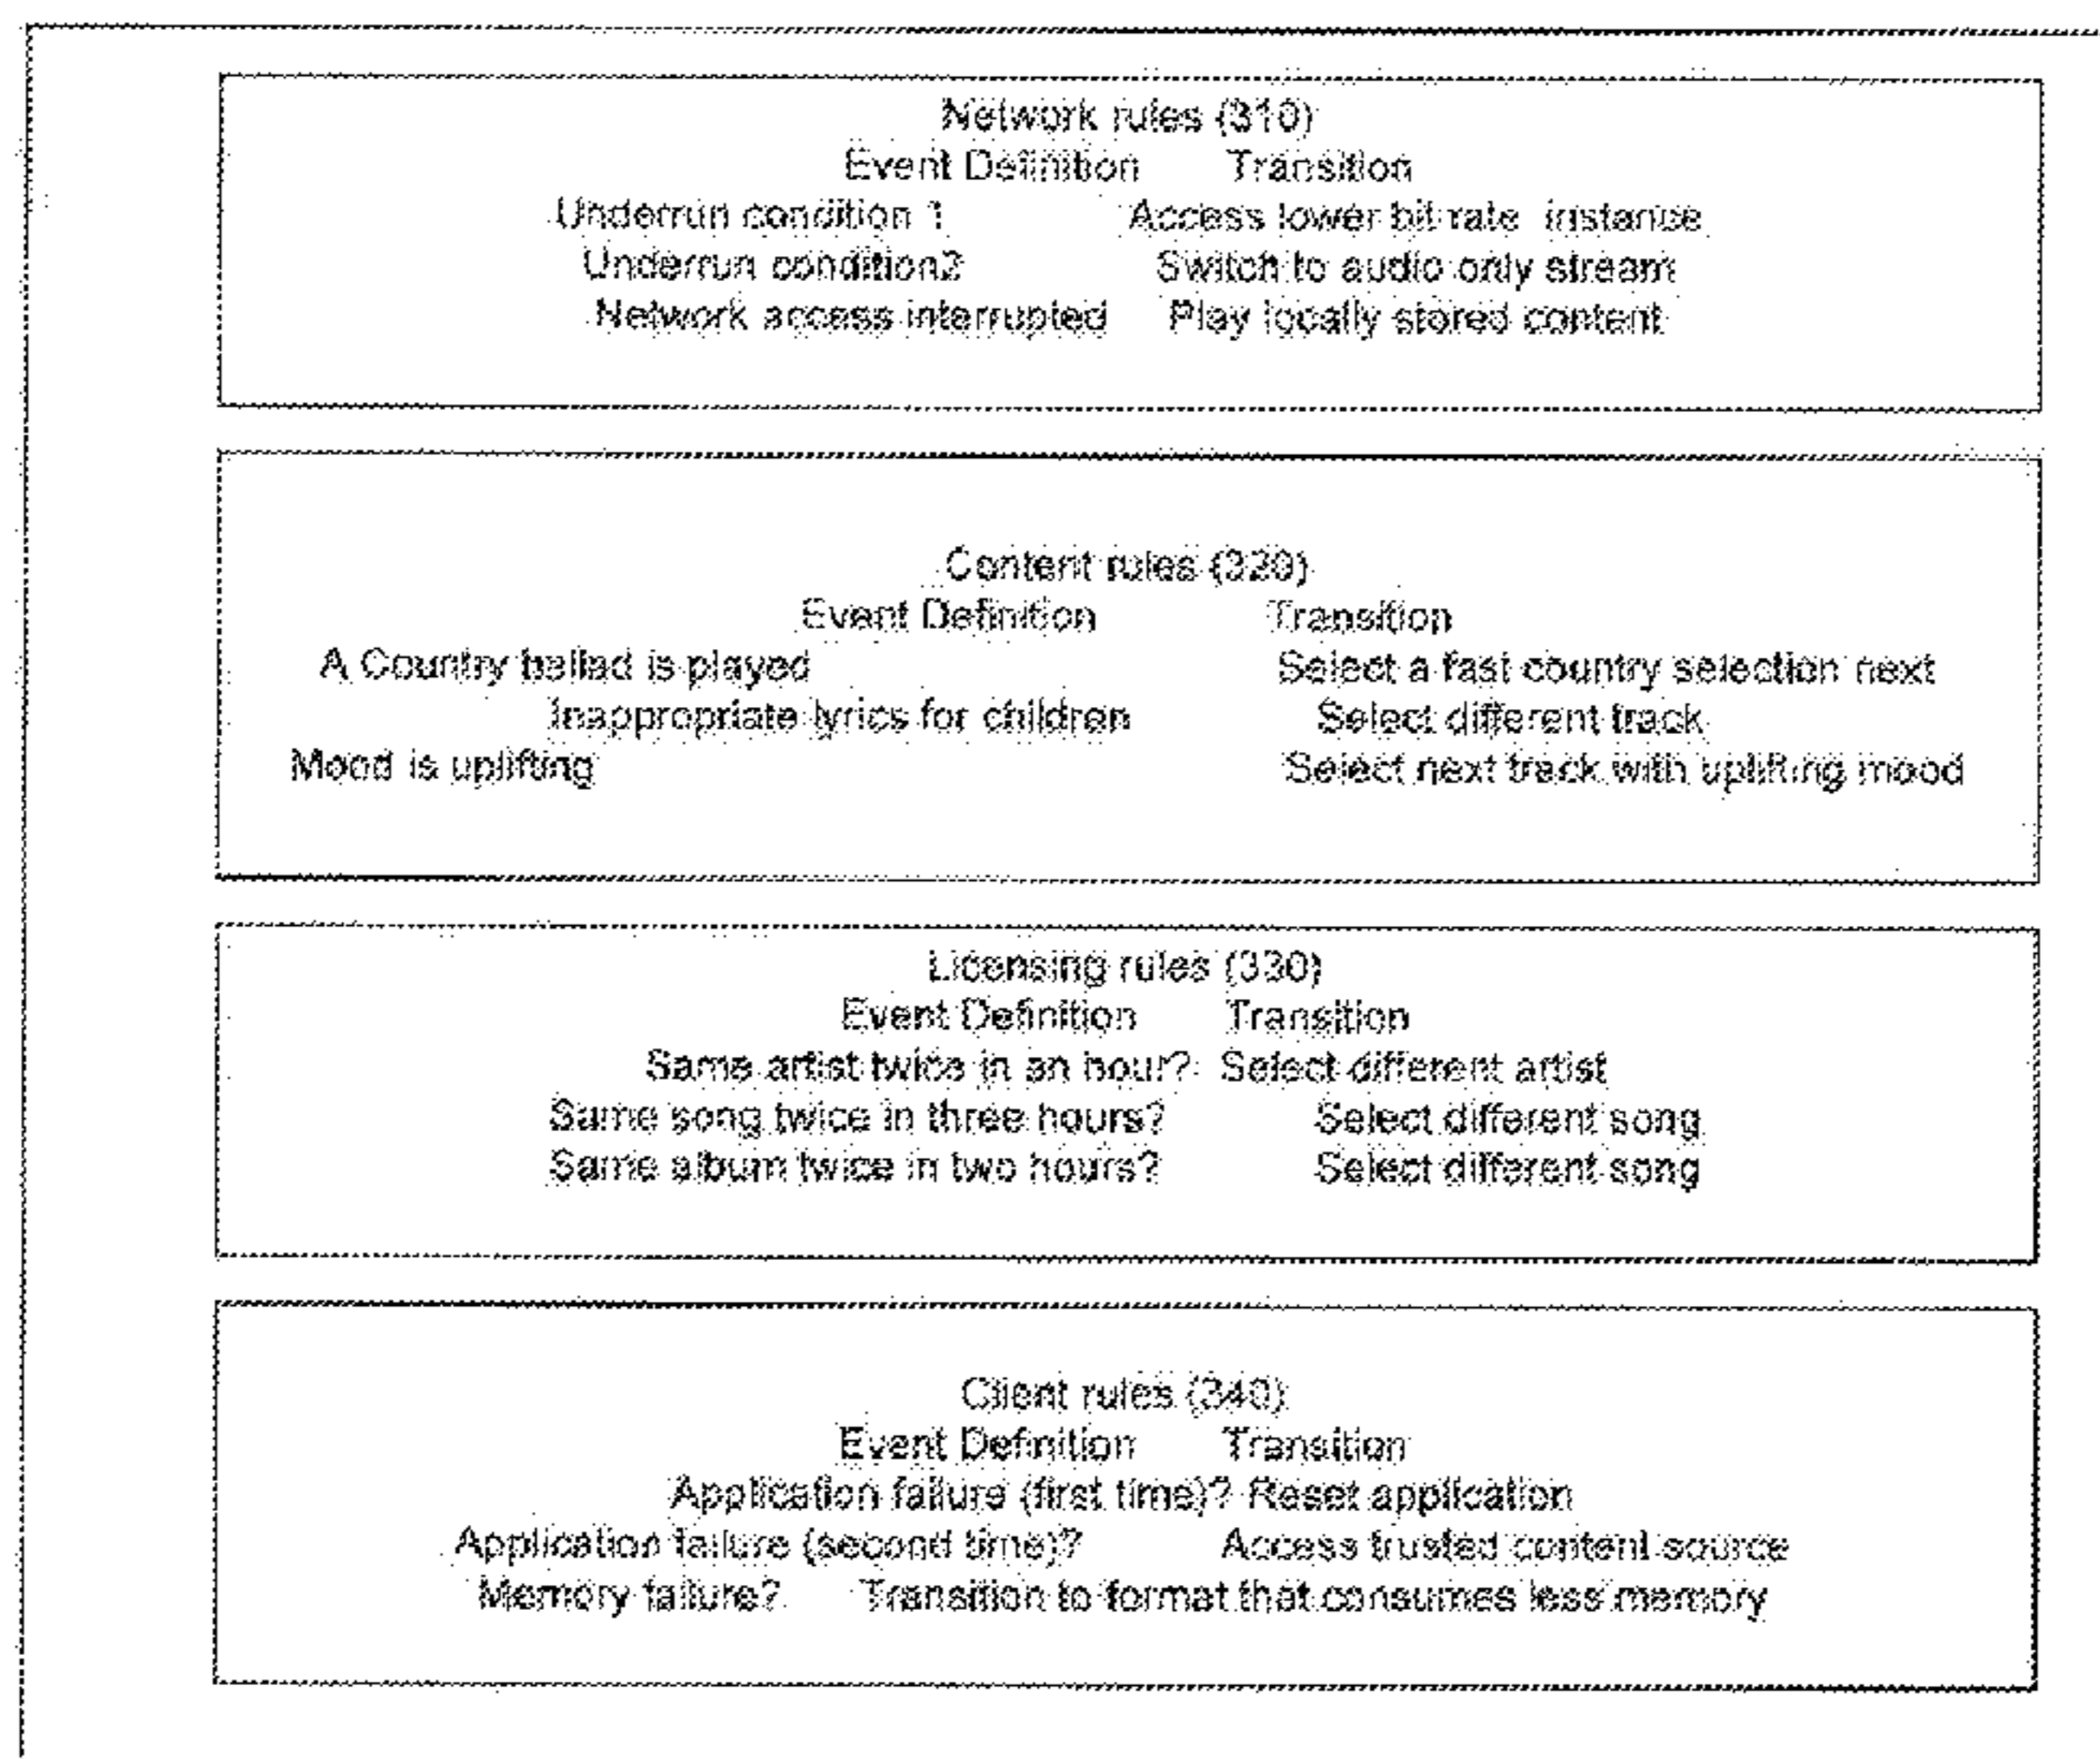 Network rules (310)
Event Definition Transition
Underrun condition 1 Access lower bit rate instance
Underrun condition2 Switch to audio only stream
Network access interrupted Play locally stored content
Content rules (320)
Event Definition Transition
A Country ballad is played Select a fast country selection next
Inappropriate lyrics for children Select different track
Mood is uplifting Select next track with uplifting mood
Licensing rules (330)
Event Definition Transition
Same artist twice in an hour? Select different artist
Same song twice in three hours? Select different song
Same album twice in two hours? Select different song
Client rules (340)
Event Definition Transition
Application failure (first time)? Reset application
Application failure (second time)? Access trusted content source
Memory failure? Transition to format that consumes less memory